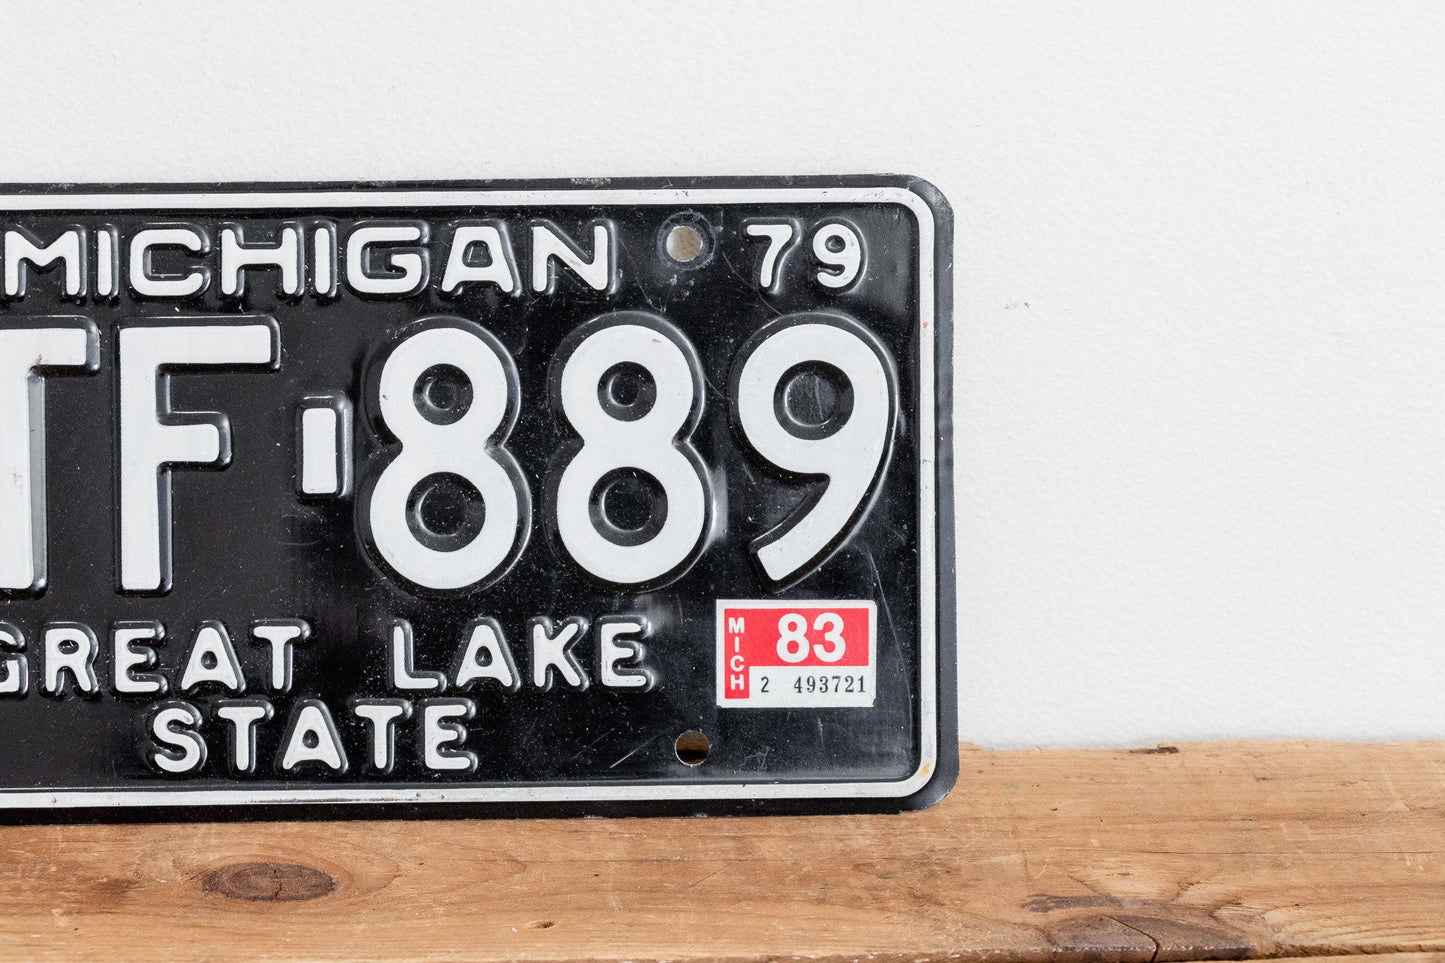 MICHIGAN 79
TF-889
GREAT LAKE
STATE
MICH
83
2 493721